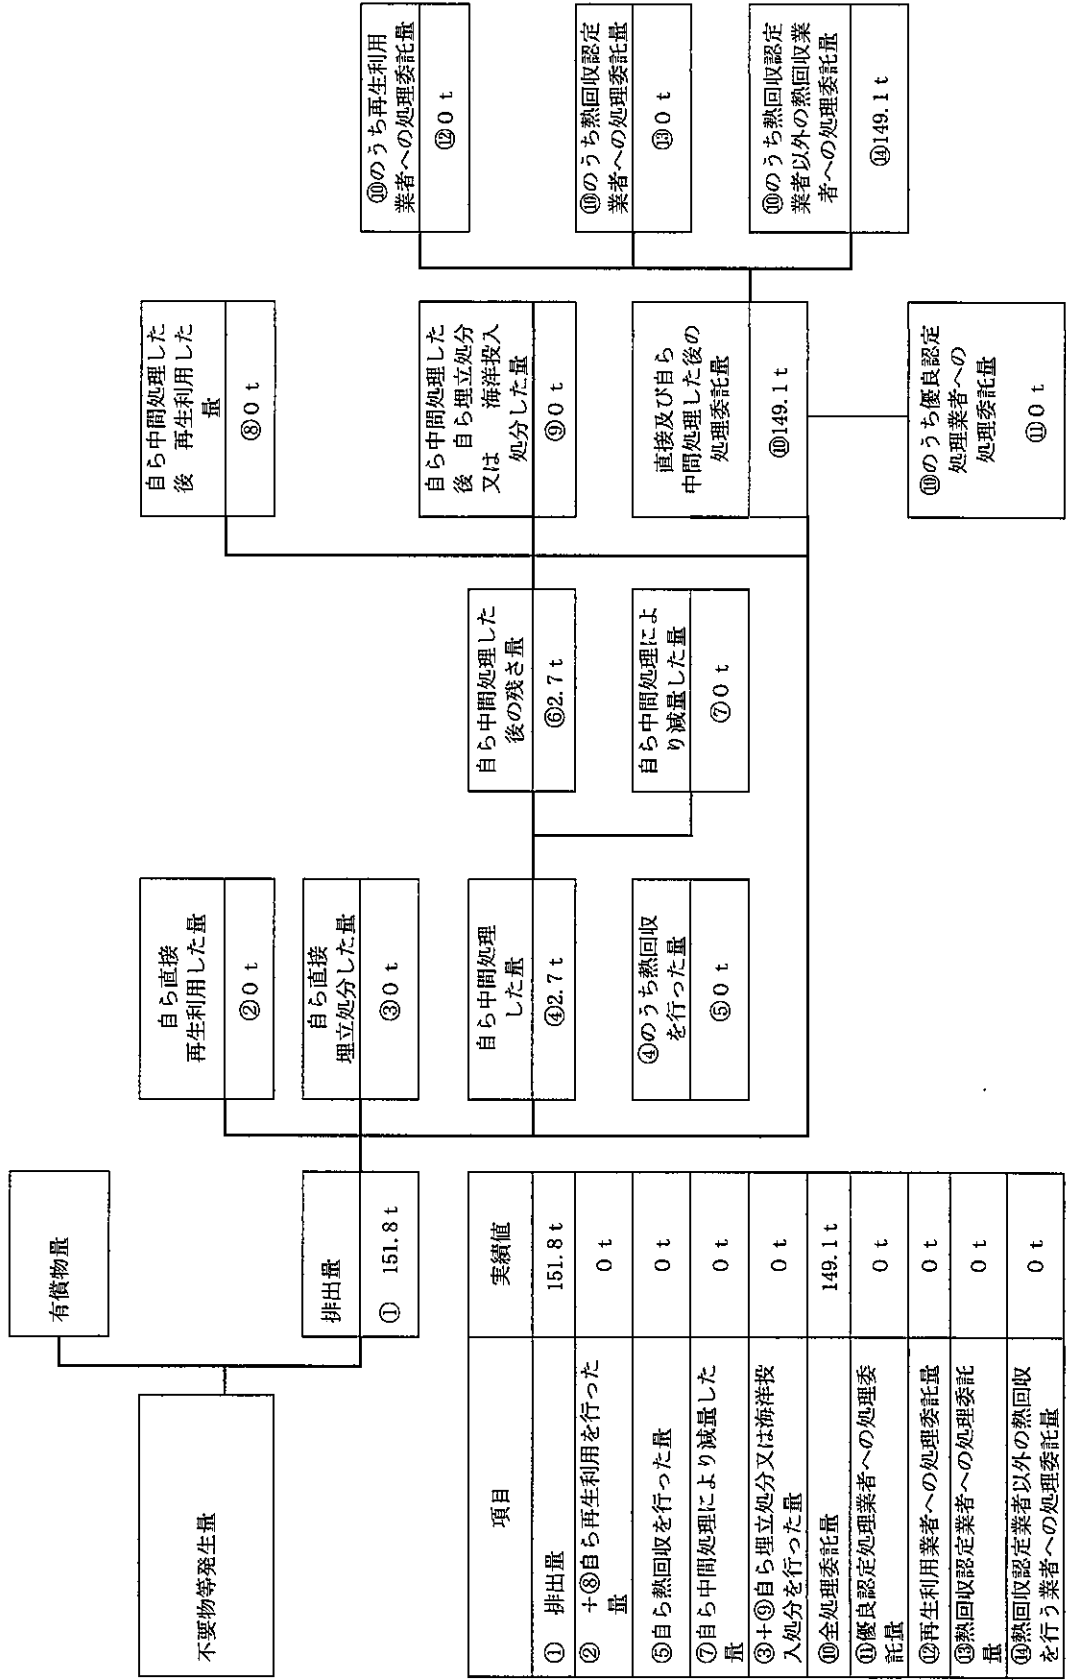 不要物等発生量
有償物量
排出量
① 151.8 t
自ら直接
再生利用した量
②0 t
自ら直接
埋立処分した量
③0 t
自ら中間処理
した量
④2.7 t
④のうち熱回収
を行った量
⑤0 t
自ら中間処理した
後の残さ量
⑥2.7 t
自ら中間処理によ
り減量した量
⑦0 t
自ら中間処理した
後 再生利用した
量
⑧0 t
自ら中間処理した
後 自ら埋立処分
又は 海洋投入
処分した量
⑨0 t
直接及び自ら
中間処理した後の
処理委託量
⑩149.1t
⑩のうち優良認定
処理業者への
処理委託量
⑪0 t
⑩のうち再生利用
業者への処理委託量
⑫0 t
⑩のうち熱回収認定
業者への処理委託量
⑬0 t
⑩のうち熱回収認定
業者以外の熱回収業
者への処理委託量
⑭149.1t
項目 実績値
① 排出量 151.8 t
② +⑧自ら再生利用を行った
量 0 t
⑤自ら熱回収を行った量 0 t
⑦自ら中間処理により減量した
量 0 t
③+⑨自ら埋立処分又は海洋投
入処分を行った量 0 t
⑩全処理委託量 149.1t
⑪優良認定処理業者への処理委
託量 0 t
⑫再生利用業者への処理委託量 0 t
⑬熱回収認定業者への処理委託
量 0 t
⑭熱回収認定業者以外の熱回収
を行う業者への処理委託量 0 t